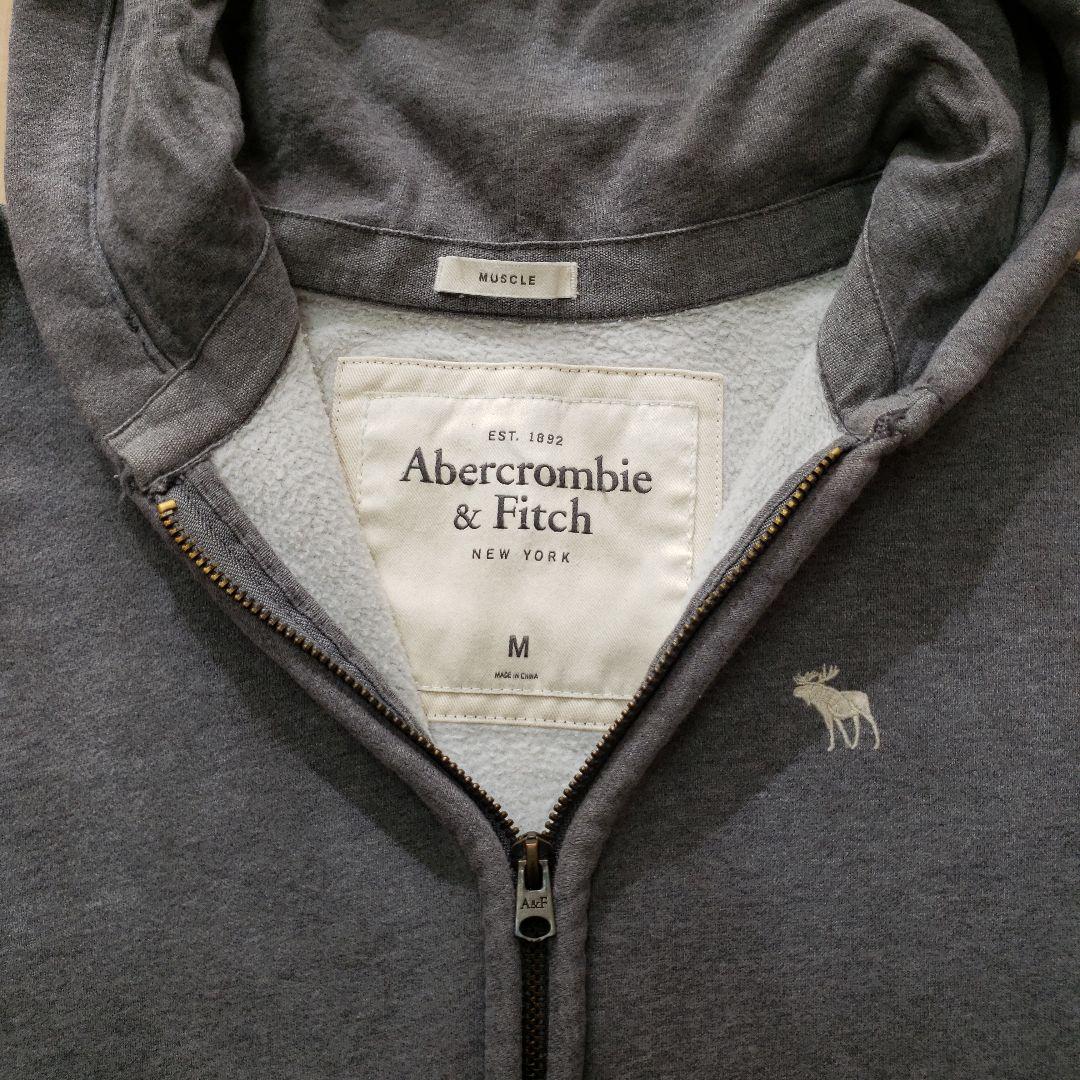 MUSCLE
EST. 1892
Abercrombie
& Fitch
NEW YORK
M
MADE IN CHINA
A&F